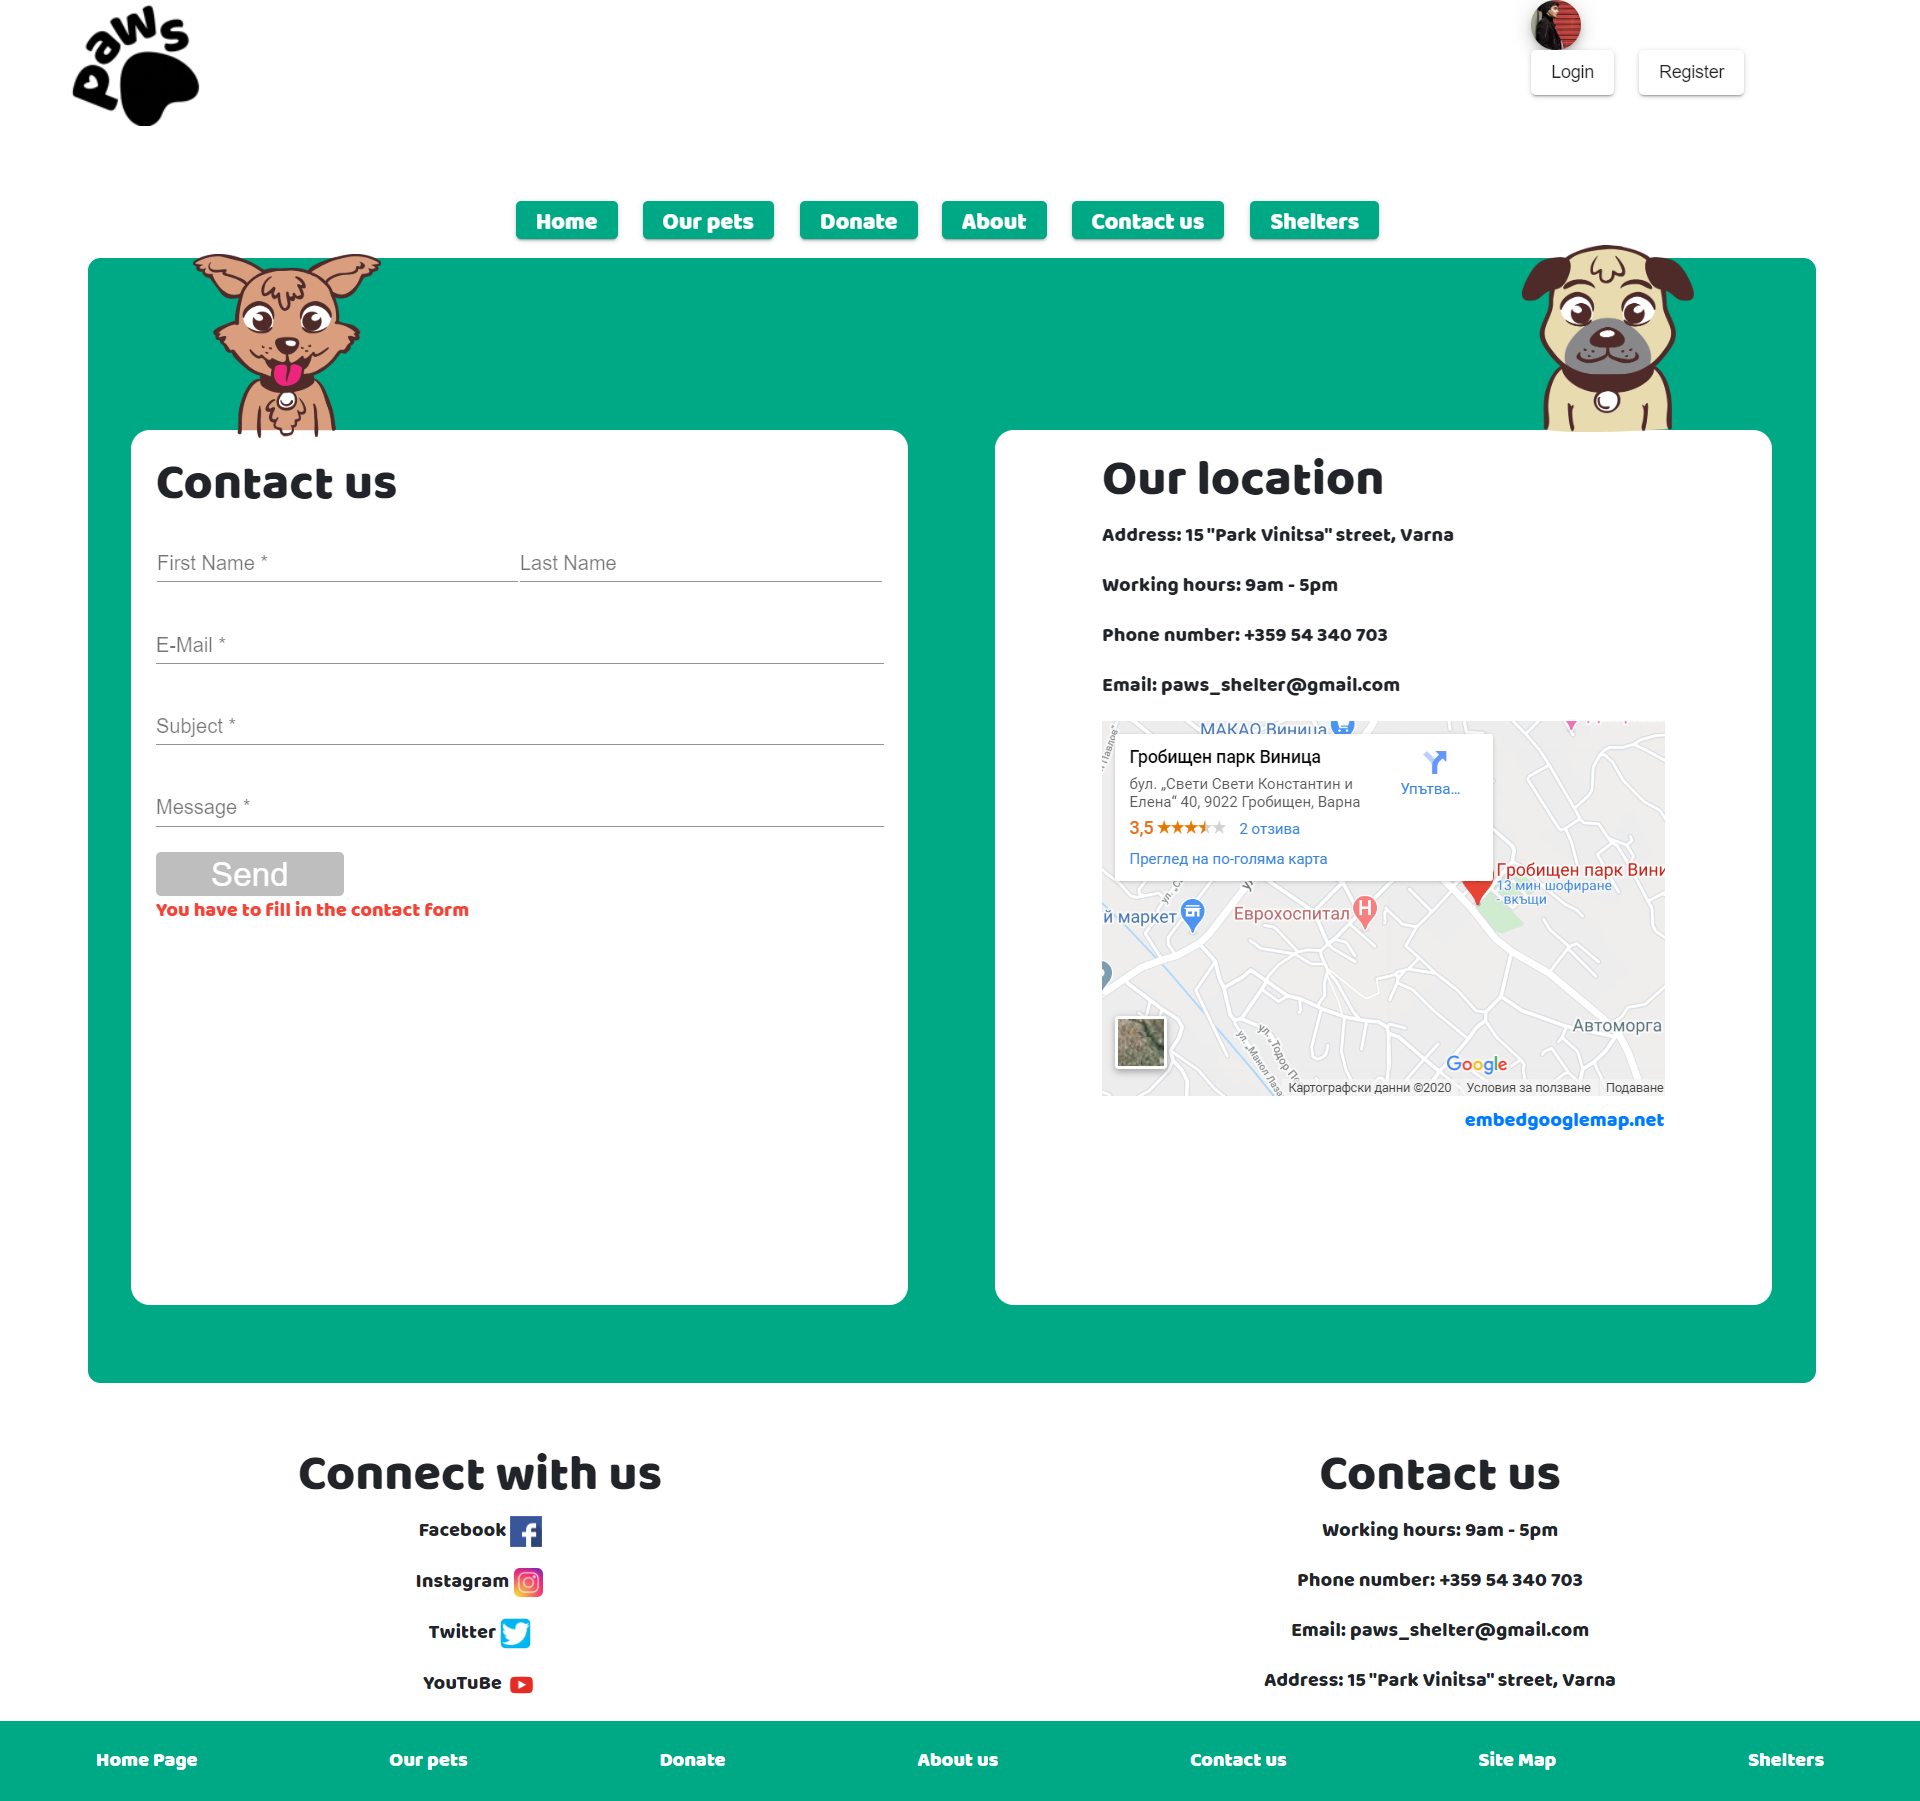 paws
Login
Register
Home
Our pets
Donate
About
Contact us
Shelters
Contact us
First Name *
Last Name
E-Mail *
Subject *
Message *
Send
You have to fill in the contact form
Our location
Address: 15 "Park Vinitsa" street, Varna
Working hours: 9am - 5pm
Phone number: +359 54 340 703
Email: paws_shelter@gmail.com
МАКАО Виница
Гробищен парк Виница
бул. „Свети Свети Константин и
Елена“ 40, 9022 Гробищен, Варна
3,5
2 отзива
Преглед на по-голяма карта
Упътва...
Гробищен парк Вини
13 мин шофиране
- вкъщи
й маркет
Еврохоспитал
H
Автоморга
ул. „Тодор По
ул. „Манол Лаза
Google
Картографски данни ©2020
Условия за ползване
Подаване
embedgooglemap.net
Connect with us
Facebook
Instagram
Twitter
YouTuBe
Contact us
Working hours: 9am - 5pm
Phone number: +359 54 340 703
Email: paws_shelter@gmail.com
Address: 15 "Park Vinitsa" street, Varna
Home Page
Our pets
Donate
About us
Contact us
Site Map
Shelters